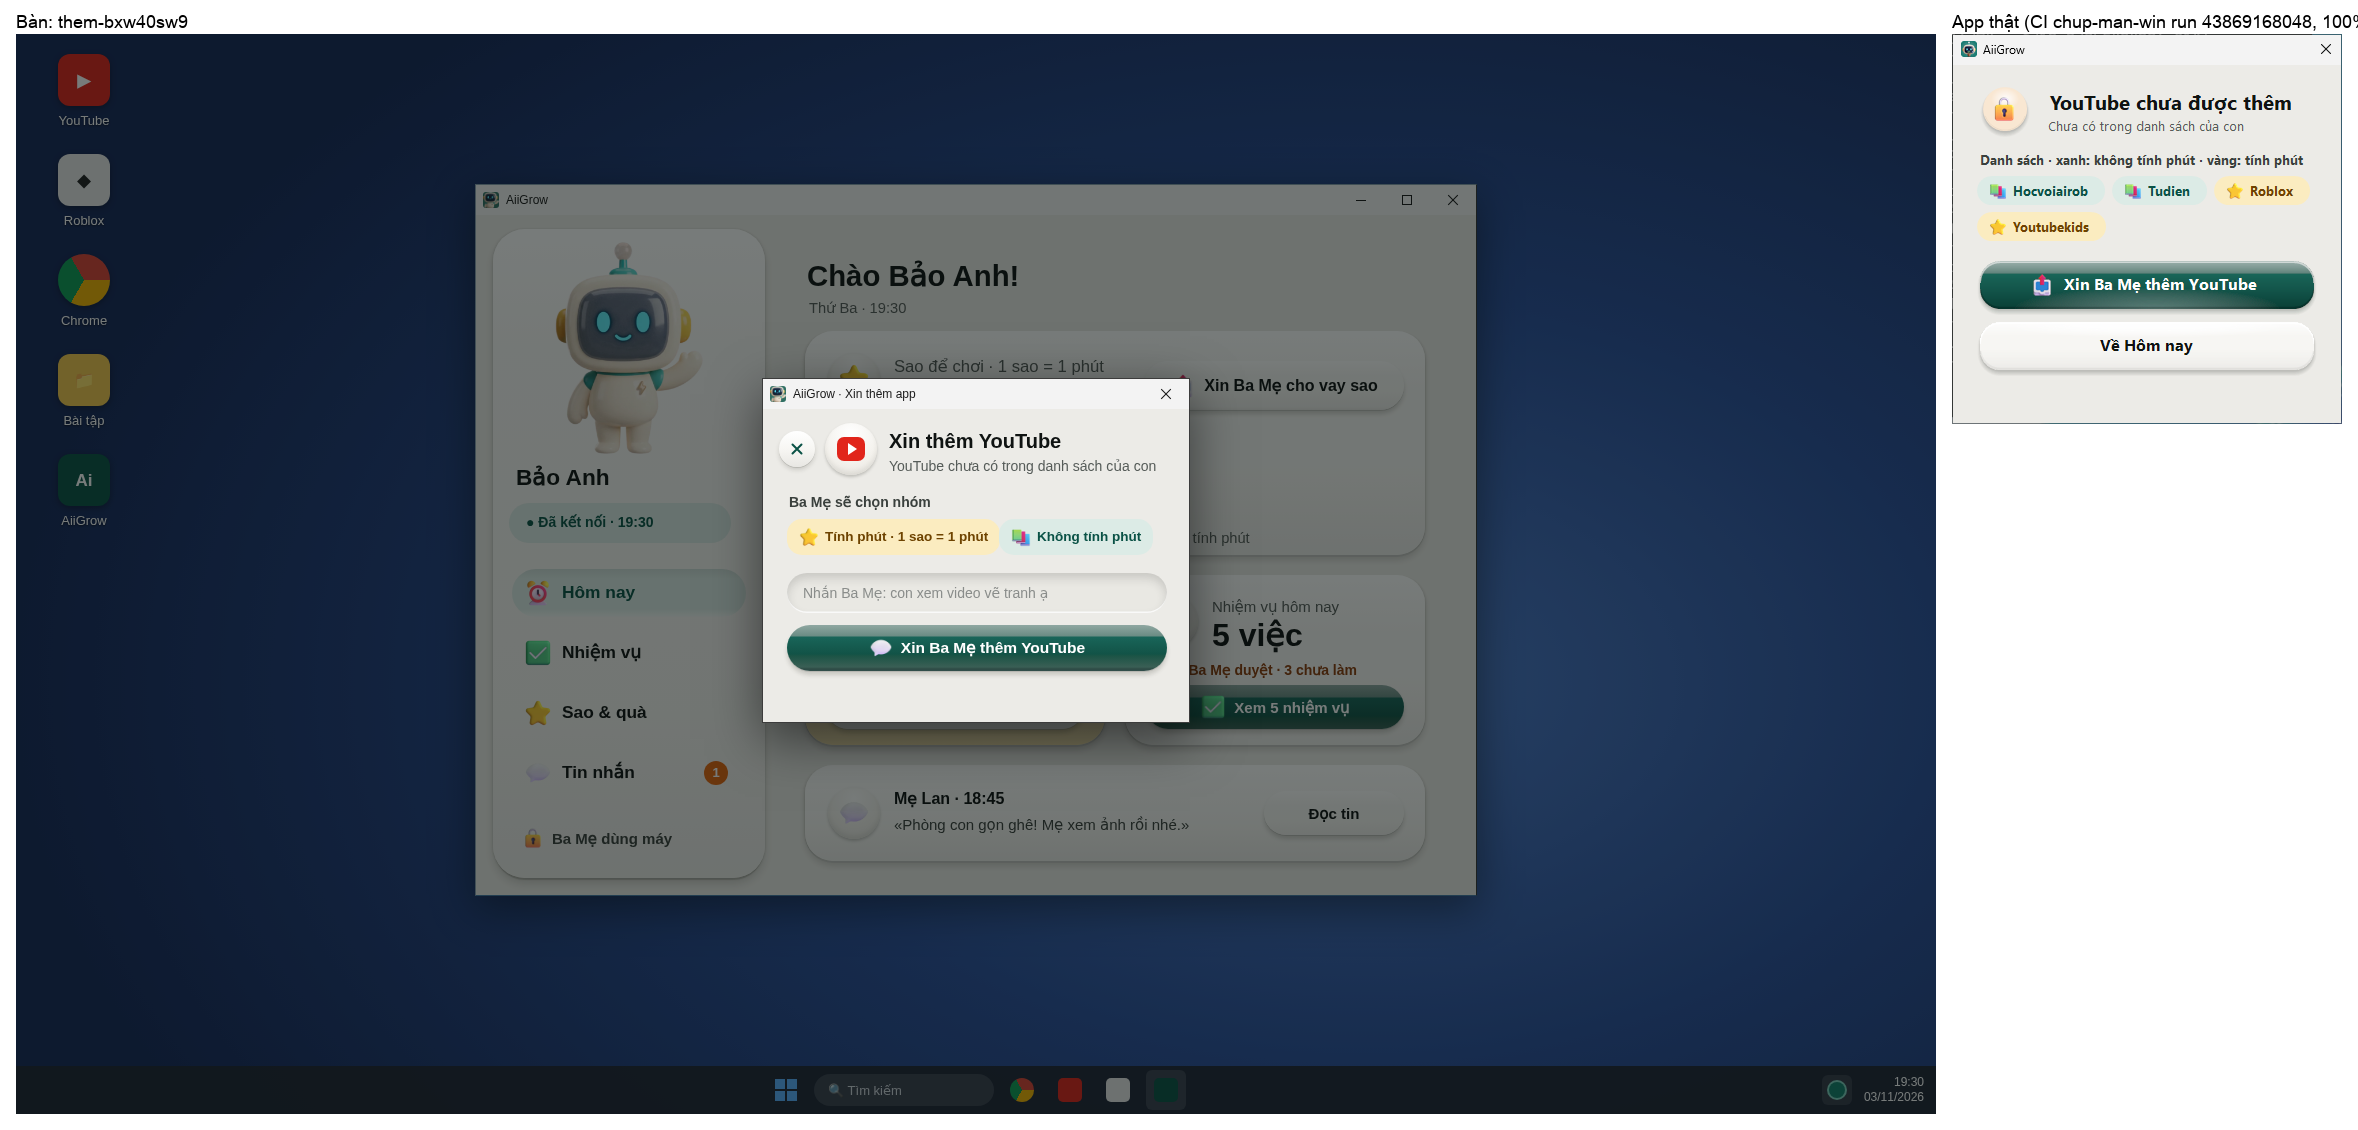 Bàn: them-bxw40sw9
YouTube
Roblox
Chrome
Bài tập
Ai
AiiGrow
AiiGrow
Bảo Anh
● Đã kết nối · 19:30
Hôm nay
Nhiệm vụ
Sao & quà
Tin nhắn
1
Ba Mẹ dùng máy
Chào Bảo Anh!
Thứ Ba · 19:30
Sao để chơi · 1 sao = 1 phút
Xin Ba Mẹ cho vay sao
tính phút
Nhiệm vụ hôm nay
5 việc
Ba Mẹ duyệt · 3 chưa làm
Xem 5 nhiệm vụ
Mẹ Lan · 18:45
«Phòng con gọn ghê! Mẹ xem ảnh rồi nhé.»
Đọc tin
AiiGrow · Xin thêm app
Xin thêm YouTube
YouTube chưa có trong danh sách của con
Ba Mẹ sẽ chọn nhóm
Tính phút · 1 sao = 1 phút
Không tính phút
Nhắn Ba Mẹ: con xem video vẽ tranh ạ
Xin Ba Mẹ thêm YouTube
Tìm kiếm
19:30
03/11/2026
App thật (CI chup-man-win run 43869168048, 100%
AiiGrow
YouTube chưa được thêm
Chưa có trong danh sách của con
Danh sách · xanh: không tính phút · vàng: tính phút
Hocvoiairob
Tudien
Roblox
Youtubekids
Xin Ba Mẹ thêm YouTube
Về Hôm nay